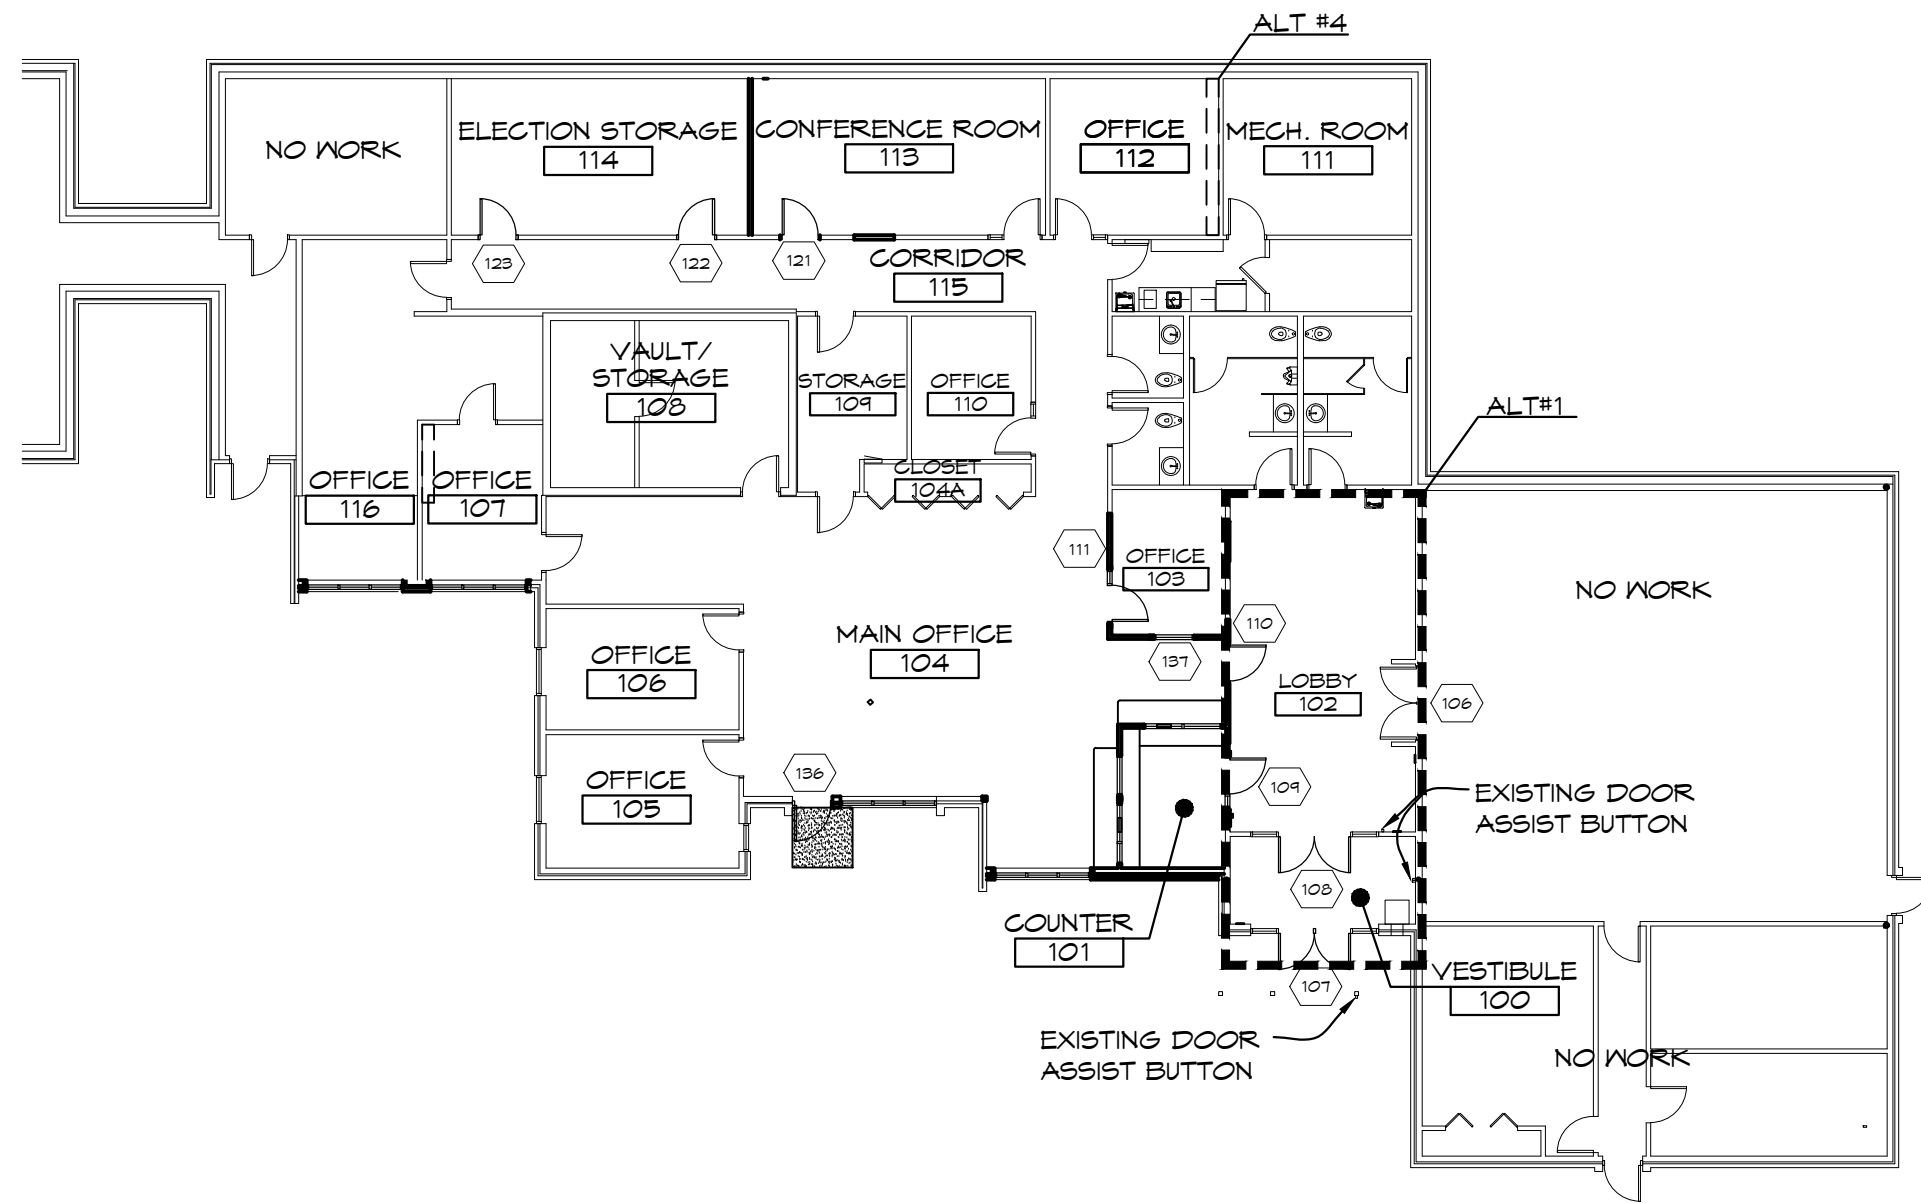 ALT #4
NO WORK
ELECTION STORAGE
114
CONFERENCE ROOM
113
OFFICE
112
MECH. ROOM
111
123
122
121
CORRIDOR
115
VAULT/
STORAGE
108
STORAGE
109
OFFICE
110
ALT#1
OFFICE
116
OFFICE
107
CLOSET
104A
111
OFFICE
103
NO WORK
110
MAIN OFFICE
104
137
OFFICE
106
LOBBY
102
106
136
OFFICE
105
109
EXISTING DOOR
ASSIST BUTTON
108
COUNTER
101
VESTIBULE
100
107
EXISTING DOOR
ASSIST BUTTON
NO WORK